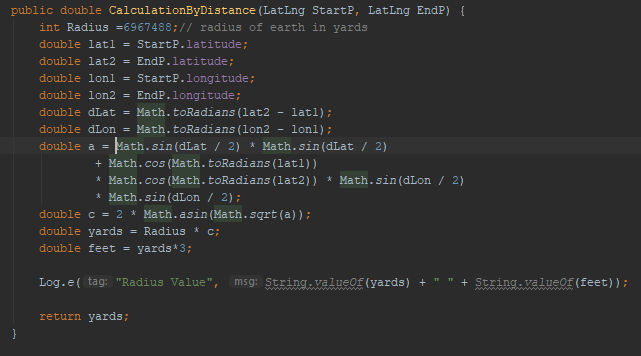 public double CalculationByDistance(LatLng StartP, LatLng EndP) {
int Radius =6967488;// radius of earth in yards
double lat1 = StartP.latitude;
double lat2 = EndP.latitude;
double lon1 = StartP.longitude;
double lon2 = EndP.longitude;
double dLat = Math.toRadians(lat2 - lat1);
double dLon = Math.toRadians(lon2 - lon1);
double a = Math.sin(dLat / 2) * Math.sin(dLat / 2)
+ Math.cos(Math.toRadians(lat1))
* Math.cos(Math.toRadians(lat2)) * Math.sin(dLon / 2)
* Math.sin(dLon / 2);
double c = 2 * Math.asin(Math.sqrt(a));
double yards = Radius * c;
double feet = yards*3;
Log.e( tag: "Radius Value", msg: String.valueOf(yards) + " " + String.valueOf(feet));
return yards;
}